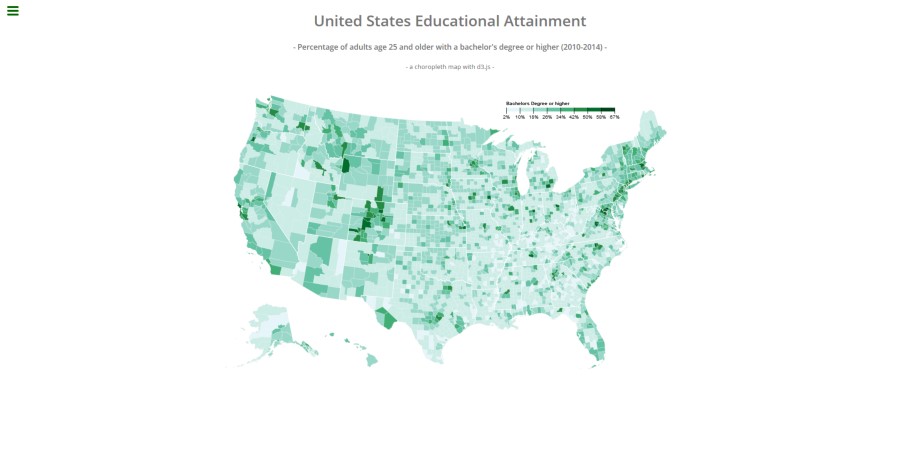 United States Educational Attainment
- Percentage of adults age 25 and older with a bachelor's degree or higher (2010-2014) -
- a choropleth map with d3.js -
Bachelors Degree or higher
2% 10% 18% 26% 34% 42% 50% 58% 67%